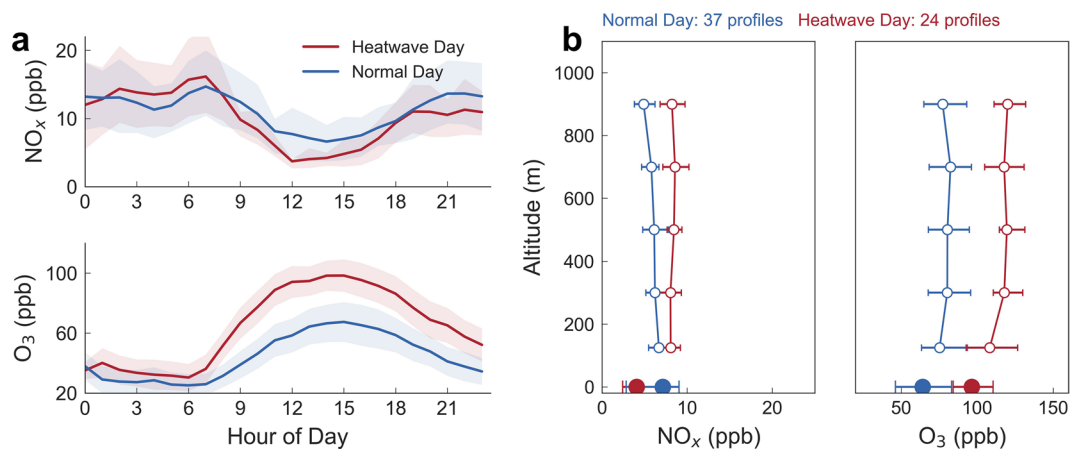 a
20
10
0
NOx (ppb)
Heatwave Day
Normal Day
0 3 6 9 12 15 18 21
100
60
20
O3 (ppb)
0 3 6 9 12 15 18 21
Hour of Day
b
Normal Day: 37 profiles Heatwave Day: 24 profiles
1000
800
600
400
200
0
Altitude (m)
0 10 20
NOx (ppb)
50 100 150
O3 (ppb)